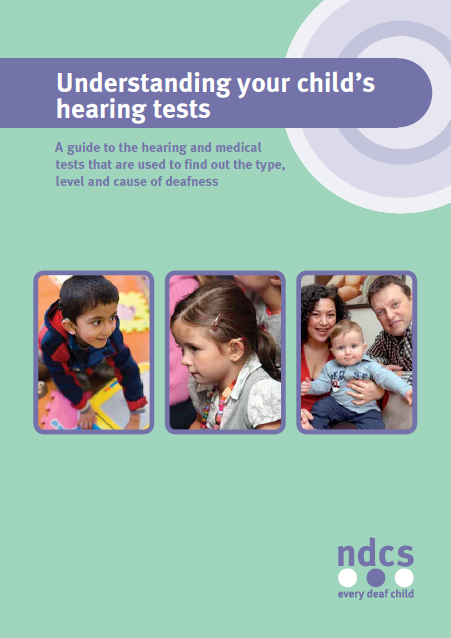 Understanding your child's
hearing tests
A guide to the hearing and medical
tests that are used to find out the type,
level and cause of deafness
ndcs
every deaf child